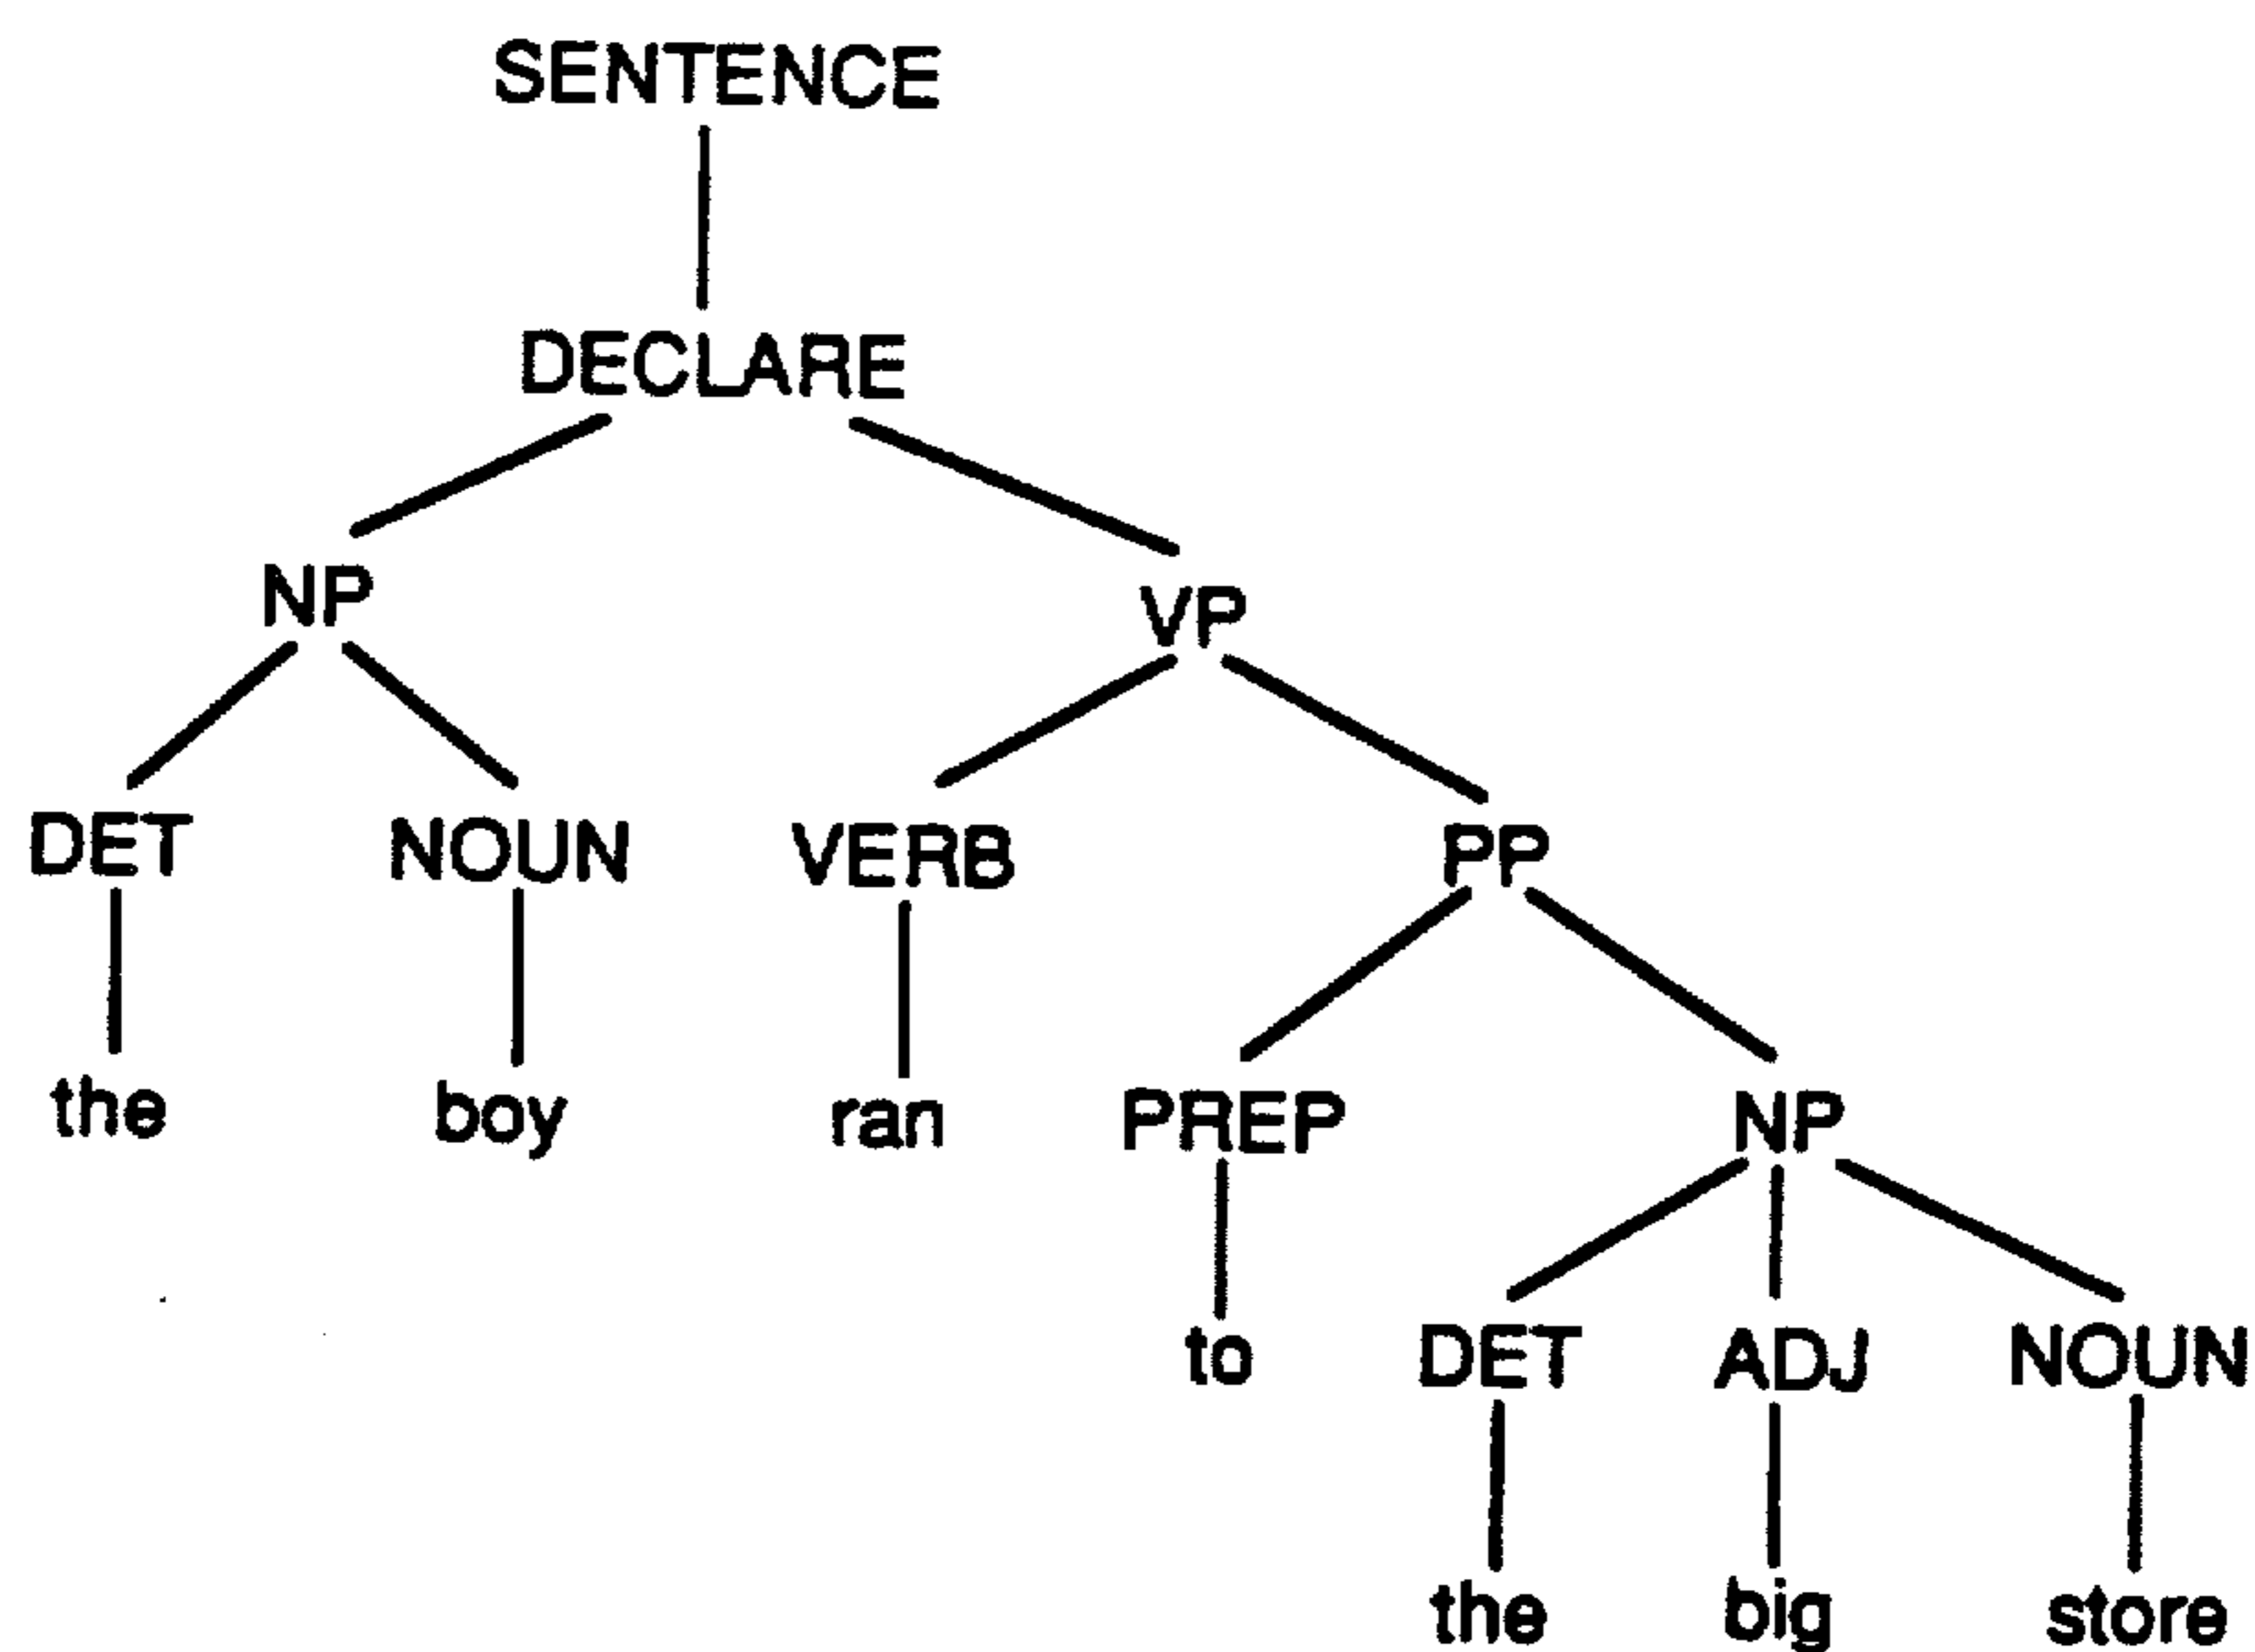 SENTENCE
DECLARE
NP
VP
DET NOUN VERB PP
the boy ran PREP NP
to DET ADJ NOUN
the big store